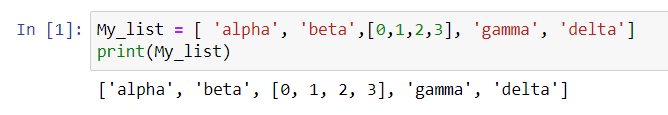 In [1]: My_list = [ 'alpha', 'beta',[0,1,2,3], 'gamma', 'delta']
print(My_list)
['alpha', 'beta', [0, 1, 2, 3], 'gamma', 'delta']